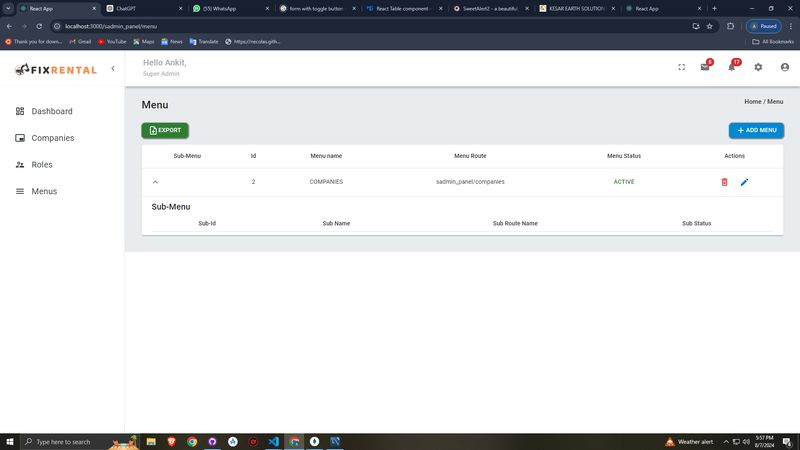 React App
ChatGPT
(55) WhatsApp
form with toggle button
React Table component -
SweetAlert2 - a beautiful,
KESAR EARTH SOLUTION
React App
localhost:3000/sadmin_panel/menu
Paused
Thank you for down...
Gmail
YouTube
Maps
News
Translate
https://necolas.gith...
All Bookmarks
FIXRENTAL
Hello Ankit,
Super Admin
5
17
Dashboard
Companies
Roles
Menus
Menu
Home / Menu
EXPORT
ADD MENU
Sub-Menu Id Menu name Menu Route Menu Status Actions
2 COMPANIES sadmin_panel/companies ACTIVE
Sub-Menu
Sub-Id Sub Name Sub Route Name Sub Status
Type here to search
Weather alert
5:57 PM
8/7/2024